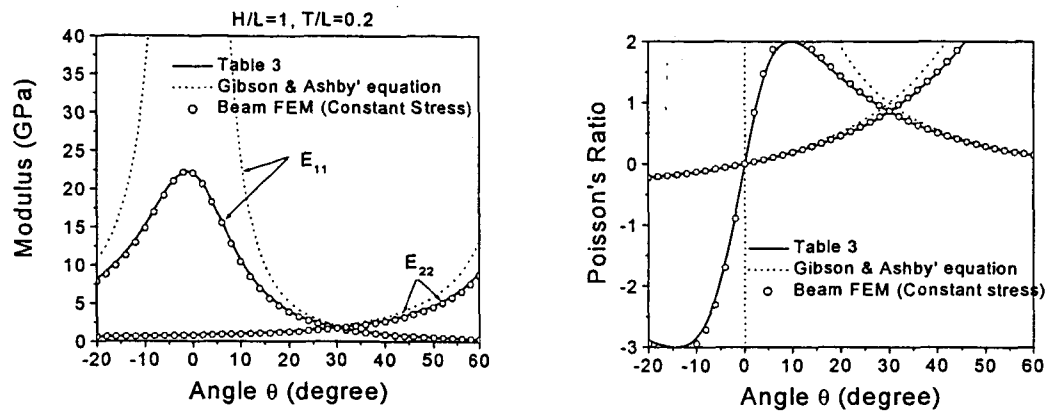 H/L=1, T/L=0.2
40
35
30
25
20
15
10
5
0
Modulus (GPa)
Table 3
Gibson & Ashby' equation
Beam FEM (Constant Stress)
E11
E22
-20 -10 0 10 20 30 40 50 60
Angle θ (degree)
2
1
0
-1
-2
-3
Poisson's Ratio
Table 3
Gibson & Ashby' equation
Beam FEM (Constant stress)
-20 -10 0 10 20 30 40 50 60
Angle θ (degree)